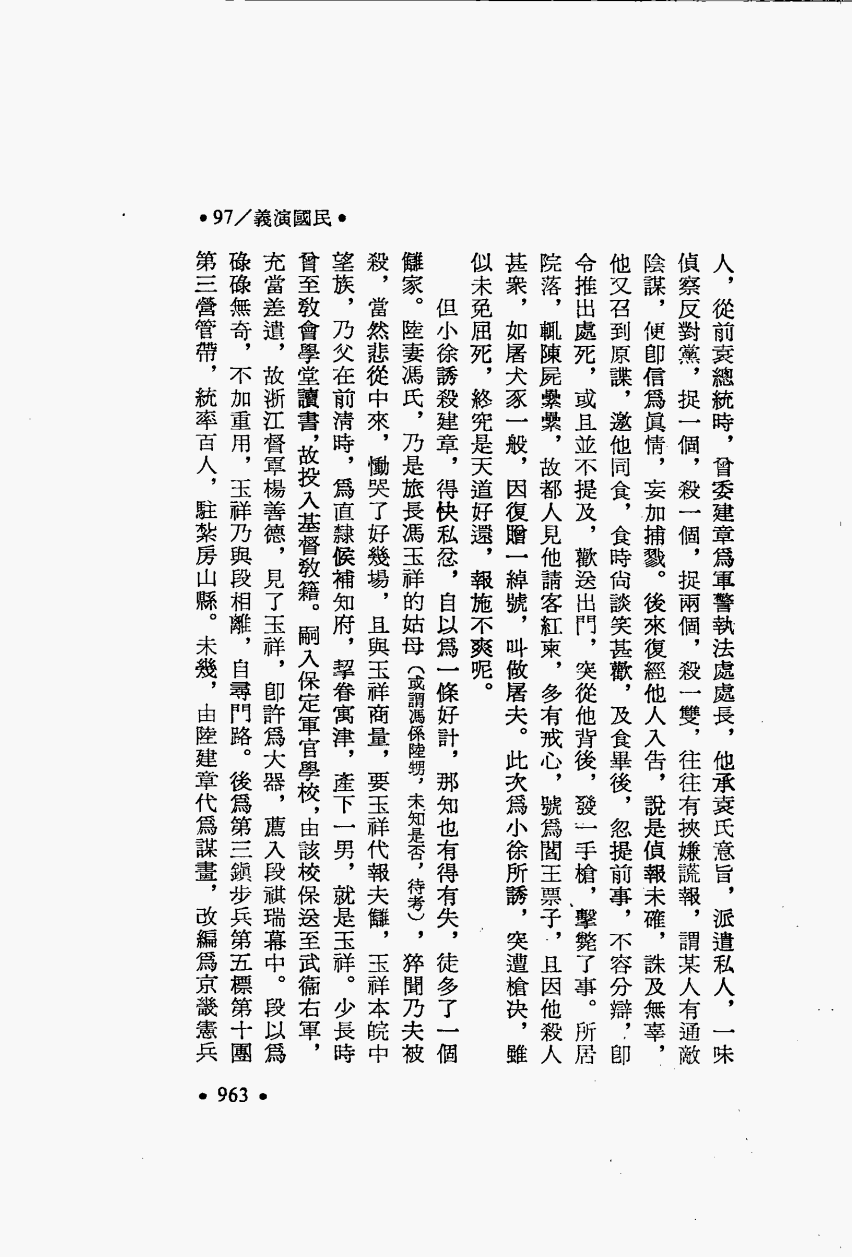 •97／義演國民•
人，從前袁總統時，曾委建章爲軍警執法處處長，他承袁氏意旨，派遣私人，一味
偵察反對黨，捉一個，殺一個，捉兩個，殺一雙，往往有挾嫌謊報，謂某人有通敵
陰謀，便卽信爲眞情，妄加捕戮。後來復經他人入告，說是偵報未確，誅及無辜，
他又召到原諜，邀他同食，食時尙談笑甚歡，及食畢後，忽提前事，不容分辯，卽
令推出處死，或且並不提及，歡送出門，突從他背後，發一手槍，擊斃了事。所居
院落，輒陳屍纍纍，故都人見他請客紅柬，多有戒心，號爲閻王票子，且因他殺人
甚衆，如屠犬豕一般，因復贈一綽號，叫做屠夫。此次爲小徐所誘，突遭槍決，雖
似未免屈死，終究是天道好還，報施不爽呢。
但小徐誘殺建章，得快私忿，自以爲一條好計，那知也有得有失，徒多了一個
讎家。陸妻馮氏，乃是旅長馮玉祥的姑母（或謂馮係陸甥，未知是否，待考），猝聞乃夫被
殺，當然悲從中來，慟哭了好幾場，且與玉祥商量，要玉祥代報夫讎，玉祥本皖中
望族，乃父在前清時，爲直隸候補知府，挈眷寓津，產下一男，就是玉祥。少長時
曾至敎會學堂讀書，故投入基督敎籍。嗣入保定軍官學校，由該校保送至武衞右軍，
充當差遣，故浙江督軍楊善德，見了玉祥，卽許爲大器，薦入段祺瑞幕中。段以爲
碌碌無奇，不加重用，玉祥乃與段相離，自尋門路。後爲第三鎭步兵第五標第十團
第三營管帶，統率百人，駐紮房山縣。未幾，由陸建章代爲謀畫，改編爲京畿憲兵
• 963 •